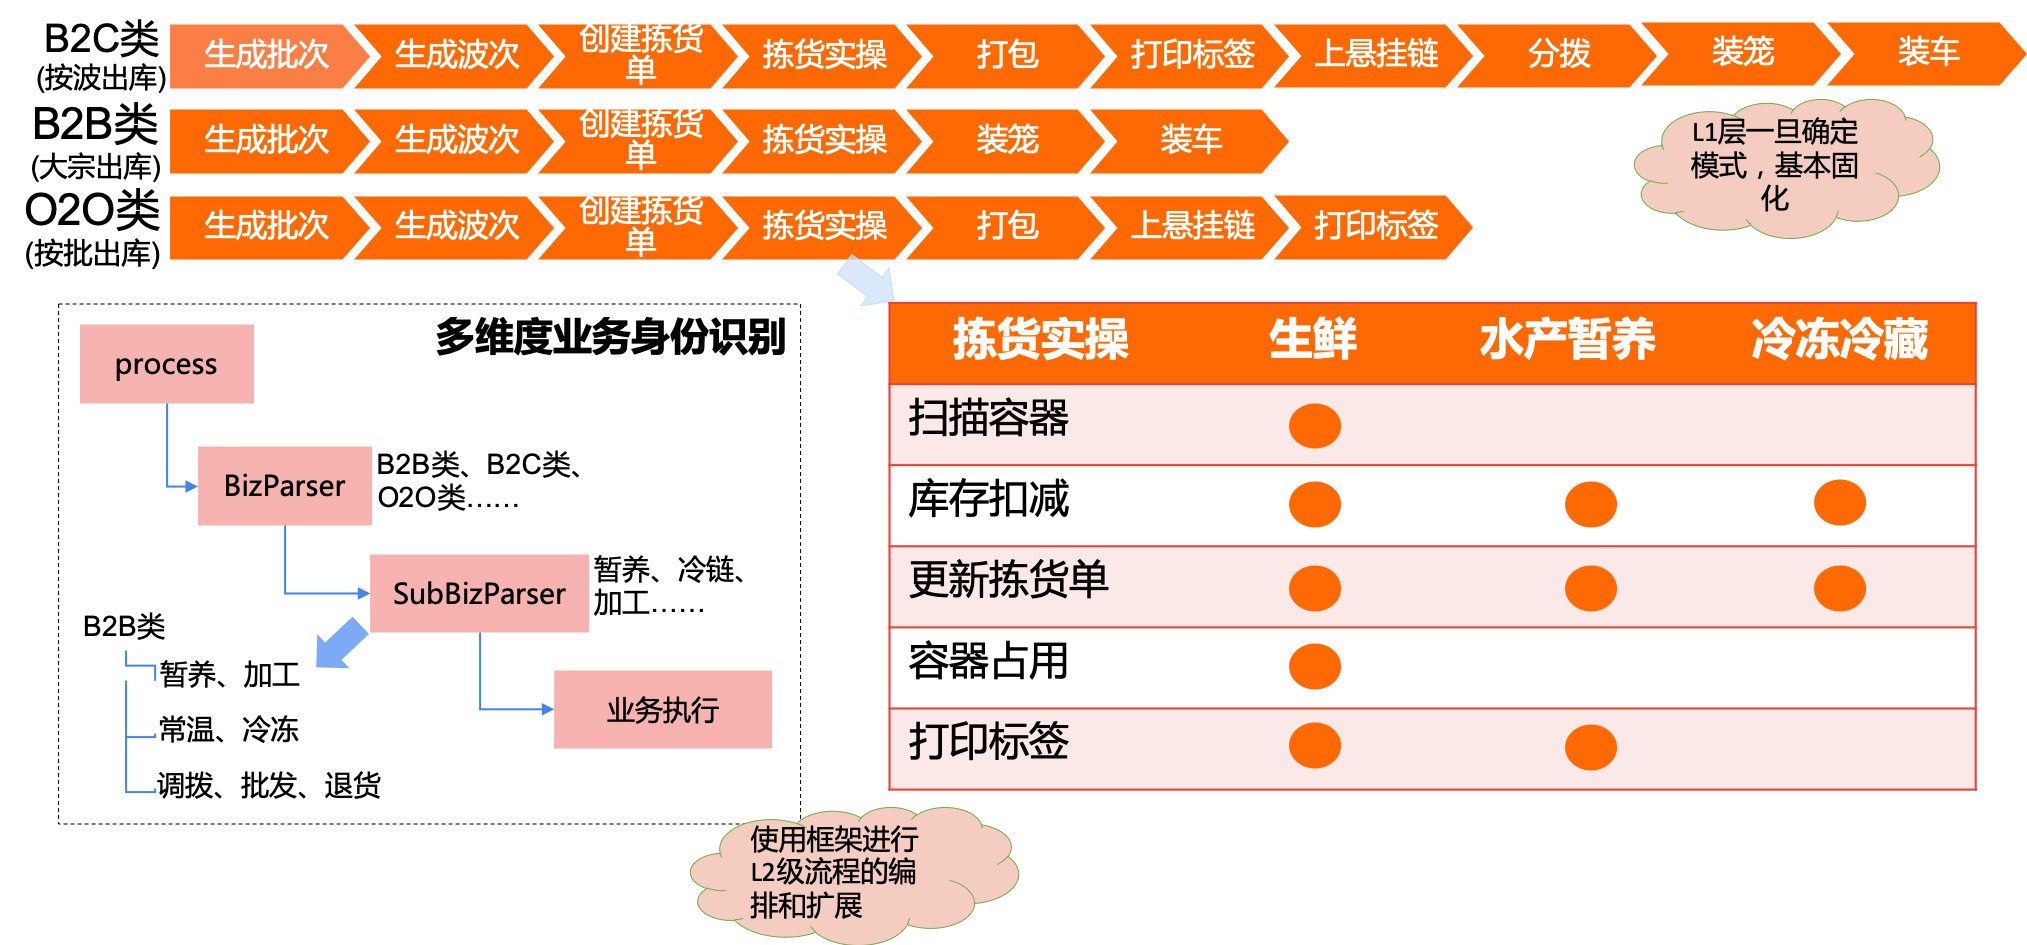 B2C类
(按波出库)
生成批次
生成波次
创建拣货
单
拣货实操
打包
打印标签
上悬挂链
分拨
装笼
装车
B2B类
(大宗出库)
生成批次
生成波次
创建拣货
单
拣货实操
装笼
装车
O2O类
(按批出库)
生成批次
生成波次
创建拣货
单
拣货实操
打包
上悬挂链
打印标签
L1层一旦确定
模式，基本固
化
多维度业务身份识别
process
BizParser
B2B类、B2C类、
O2O类……
SubBizParser
暂养、冷链、
加工……
B2B类
暂养、加工
常温、冷冻
调拨、批发、退货
业务执行
拣货实操 生鲜 水产暂养 冷冻冷藏
扫描容器
库存扣减
更新拣货单
容器占用
打印标签
使用框架进行
L2级流程的编
排和扩展